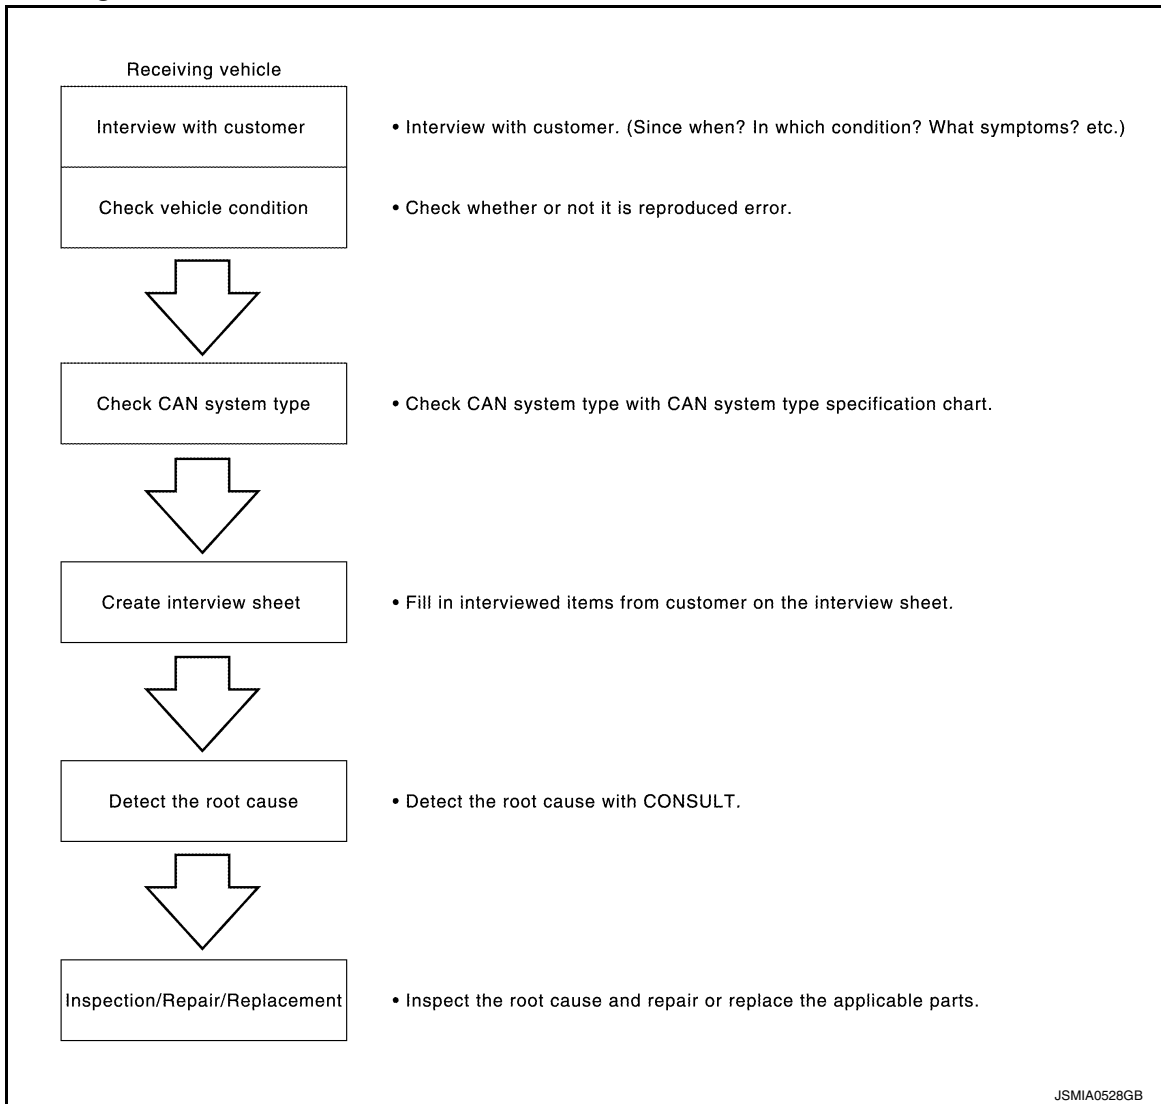 Receiving vehicle
Interview with customer
• Interview with customer. (Since when? In which condition? What symptoms? etc.)
Check vehicle condition
• Check whether or not it is reproduced error.
Check CAN system type
• Check CAN system type with CAN system type specification chart.
Create interview sheet
• Fill in interviewed items from customer on the interview sheet.
Detect the root cause
• Detect the root cause with CONSULT.
Inspection/Repair/Replacement
• Inspect the root cause and repair or replace the applicable parts.
JSMIA0528GB